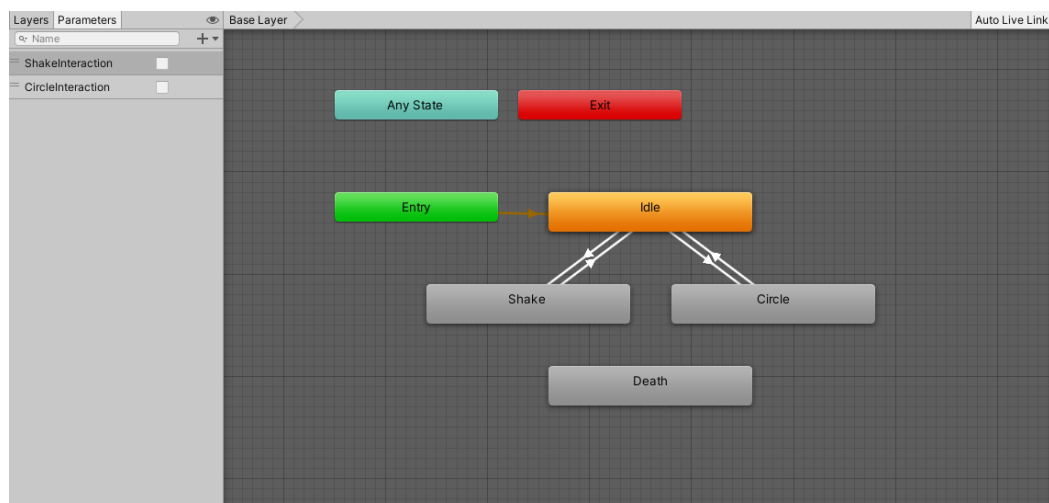 Layers Parameters Base Layer Auto Live Link
Name
ShakeInteraction
CircleInteraction
Any State Exit
Entry Idle
Shake Circle
Death